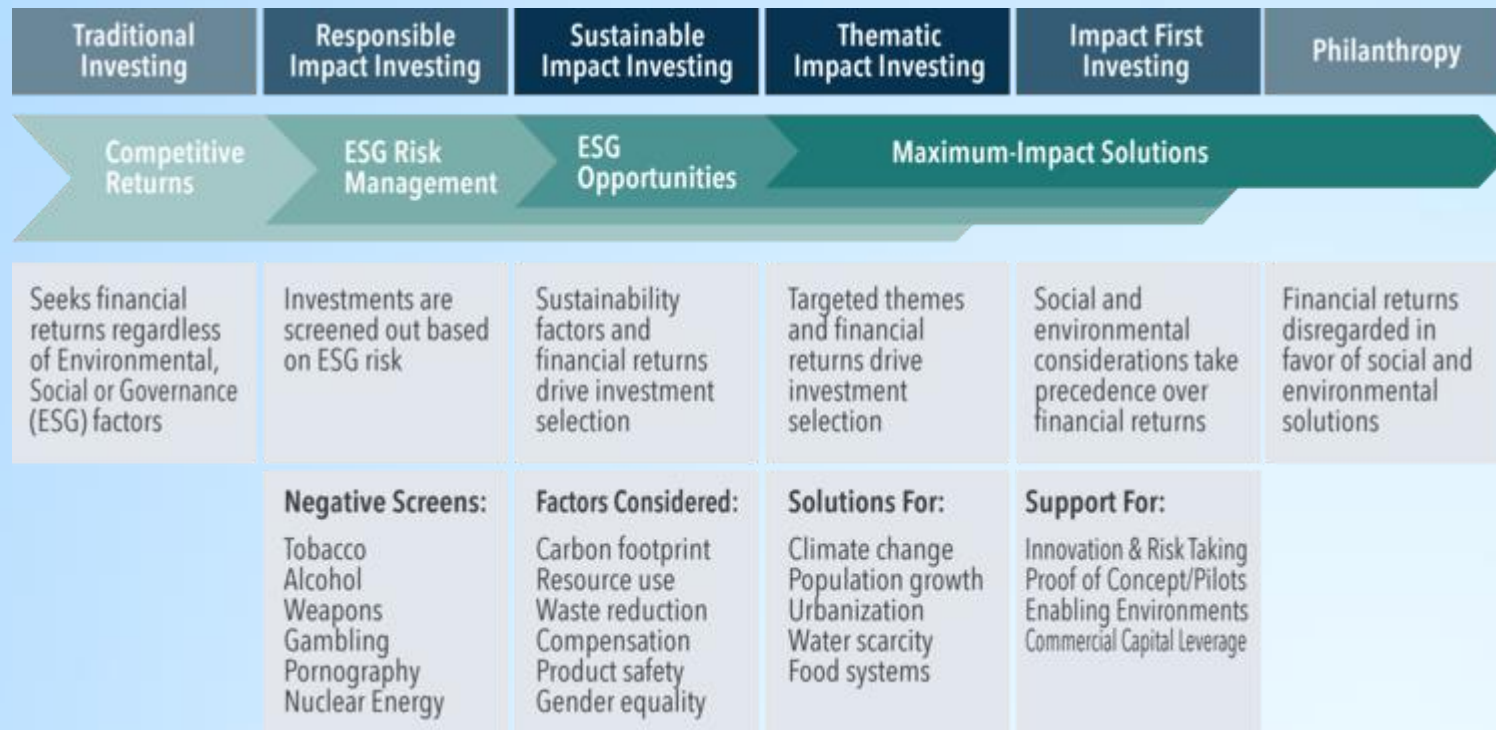 Traditional
Investing
Responsible
Impact Investing
Sustainable
Impact Investing
Thematic
Impact Investing
Impact First
Investing
Philanthropy
Competitive
Returns
ESG Risk
Management
ESG
Opportunities
Maximum-Impact Solutions
Seeks financial
returns regardless
of Environmental,
Social or Governance
(ESG) factors
Investments are
screened out based
on ESG risk
Sustainability
factors and
financial returns
drive investment
selection
Targeted themes
and financial
returns drive
investment
selection
Social and
environmental
considerations take
precedence over
financial returns
Financial returns
disregarded in
favor of social and
environmental
solutions
Negative Screens:
Tobacco
Alcohol
Weapons
Gambling
Pornography
Nuclear Energy
Factors Considered:
Carbon footprint
Resource use
Waste reduction
Compensation
Product safety
Gender equality
Solutions For:
Climate change
Population growth
Urbanization
Water scarcity
Food systems
Support For:
Innovation & Risk Taking
Proof of Concept/Pilots
Enabling Environments
Commercial Capital Leverage